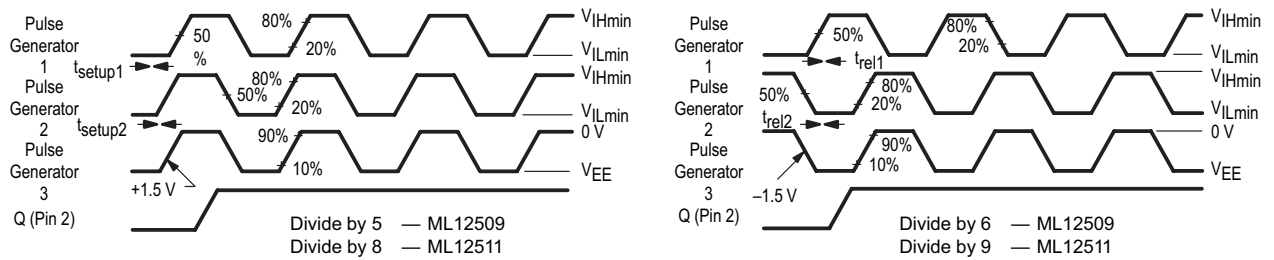 Pulse
Generator
1
50
%
80%
20%
VIHmin
VILmin
tsetup1
Pulse
Generator
2
50%
80%
20%
VIHmin
VILmin
tsetup2
Pulse
Generator
3
+1.5 V
90%
10%
0 V
VEE
Q (Pin 2)
Divide by 5 — ML12509
Divide by 8 — ML12511
Pulse
Generator
1
50%
80%
20%
VIHmin
VILmin
trel1
Pulse
Generator
2
50%
80%
20%
VIHmin
VILmin
trel2
Pulse
Generator
3
–1.5 V
90%
10%
0 V
VEE
Q (Pin 2)
Divide by 6 — ML12509
Divide by 9 — ML12511